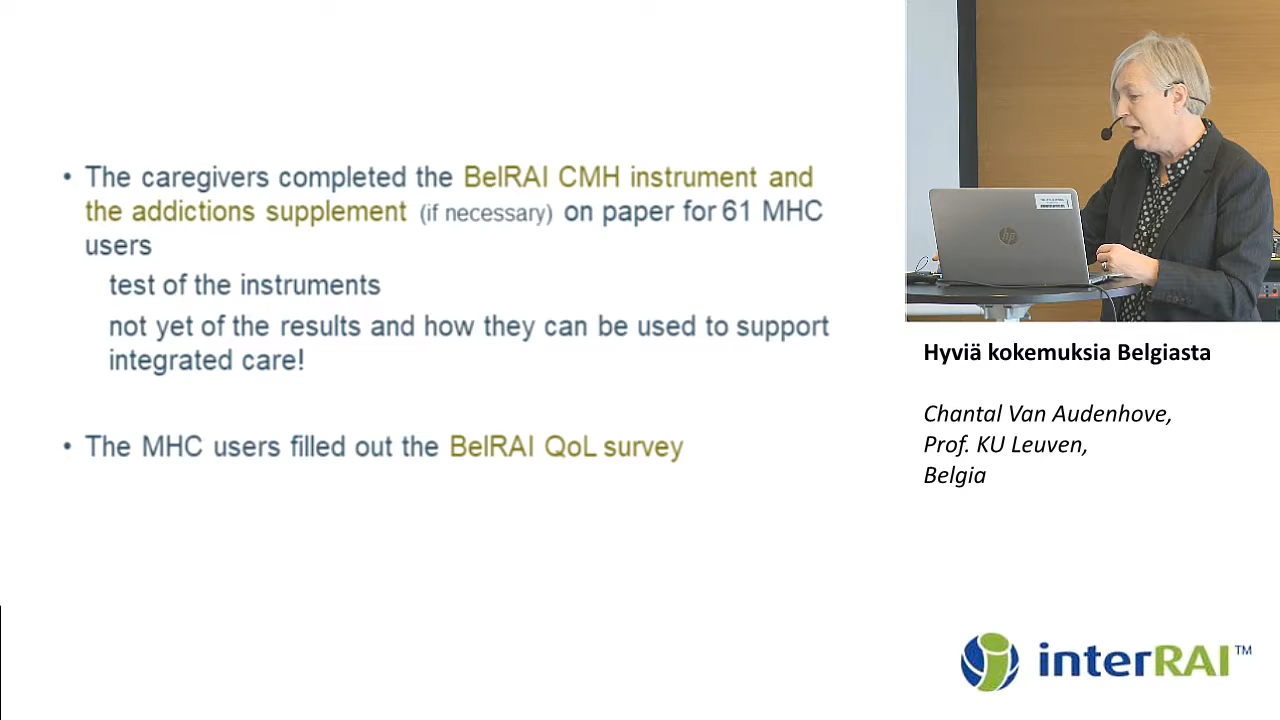 • The caregivers completed the BelRAI CMH instrument and
the addictions supplement (if necessary) on paper for 61 MHC
users
test of the instruments
not yet of the results and how they can be used to support
integrated care!
• The MHC users filled out the BelRAI QoL survey
hp
Hyviä kokemuksia Belgiasta
Chantal Van Audenhove,
Prof. KU Leuven,
Belgia
interRAI™